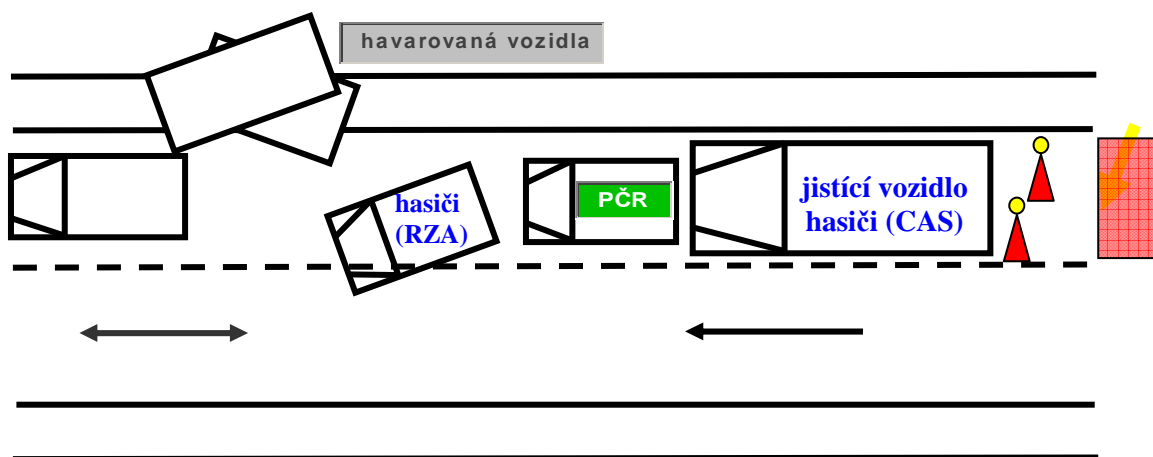 havarovaná vozidla
hasiči
(RZA)
PČR
jistící vozidlo
hasiči (CAS)